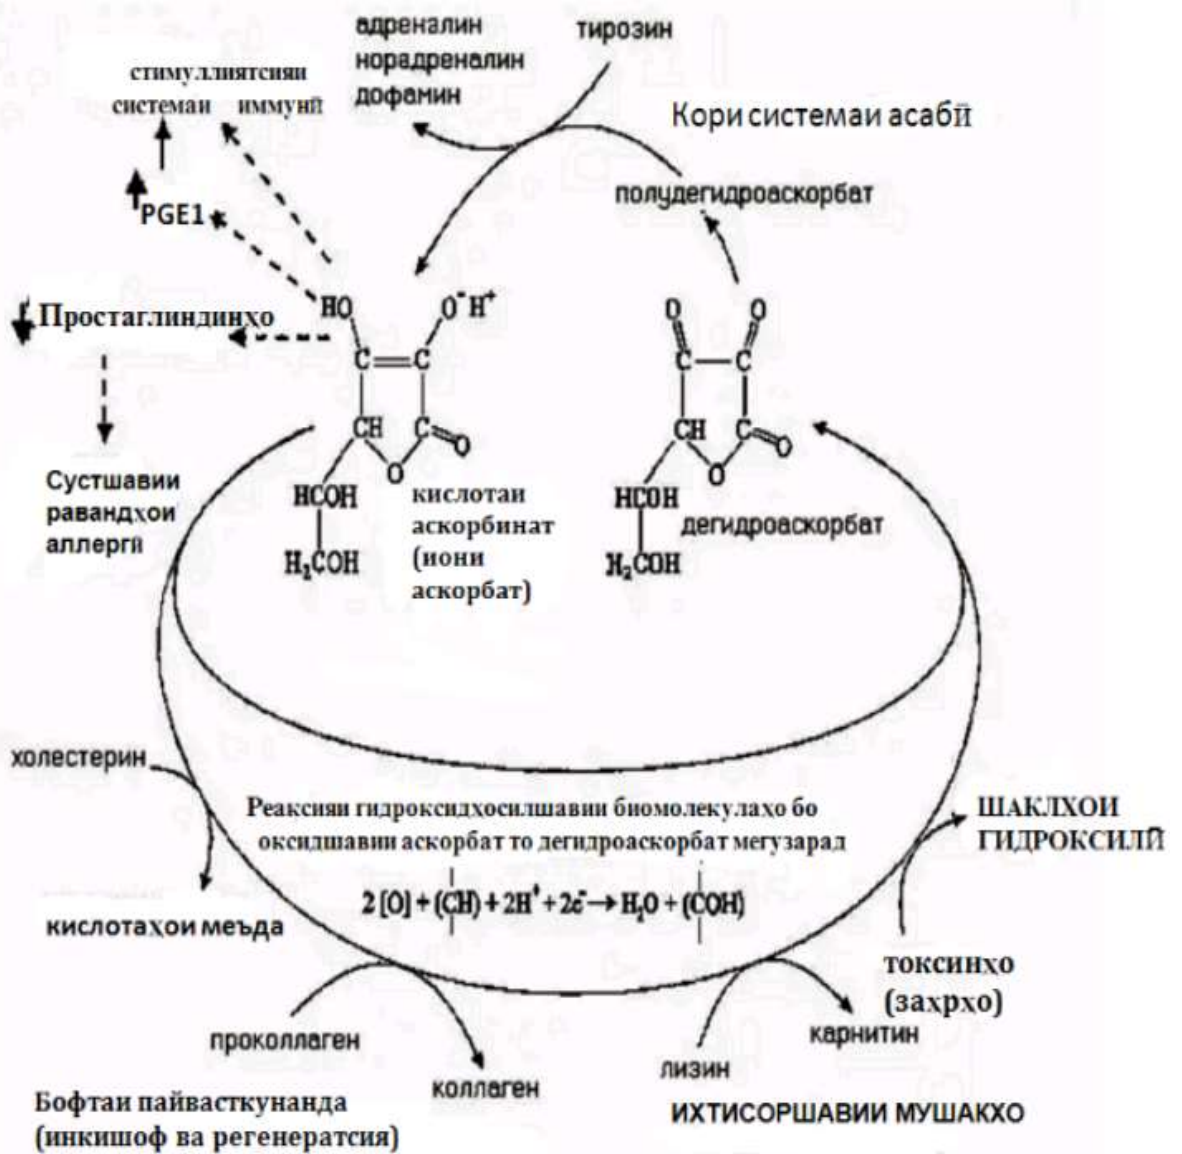 адреналин
норадреналин
дофамин
тирозин
стимуллиятсияи
системаи иммунӣ
Кори системаи асабӣ
полудегидроаскорбат
PGE1
Простаглиндинҳо
HO
O⁻H⁺
C
C
CH
C
O
O
HCOH
H₂COH
O
O
C
C
CH
C
O
O
HCOH
H₂COH
кислотаи
аскорбинат
(иони
аскорбат)
дегидроаскорбат
Сустшавии
равандҳои
аллергӣ
холестерин
кислотаҳои меъда
Реаксияи гидроксидҳосилшавии биомолекулаҳо бо
оксидшавии аскорбат то дегидроаскорбат мегузарад
2 [O] + (CH) + 2H⁺ + 2e⁻ → H₂O + (COH)
ШАКЛХОИ
ГИДРОКСИЛӢ
токсинҳо
(заҳрҳо)
проколлаген
коллаген
лизин
карнитин
Бофтаи пайвасткунанда
(инкишоф ва регенератсия)
ИХТИСОРШАВИИ МУШАКХО